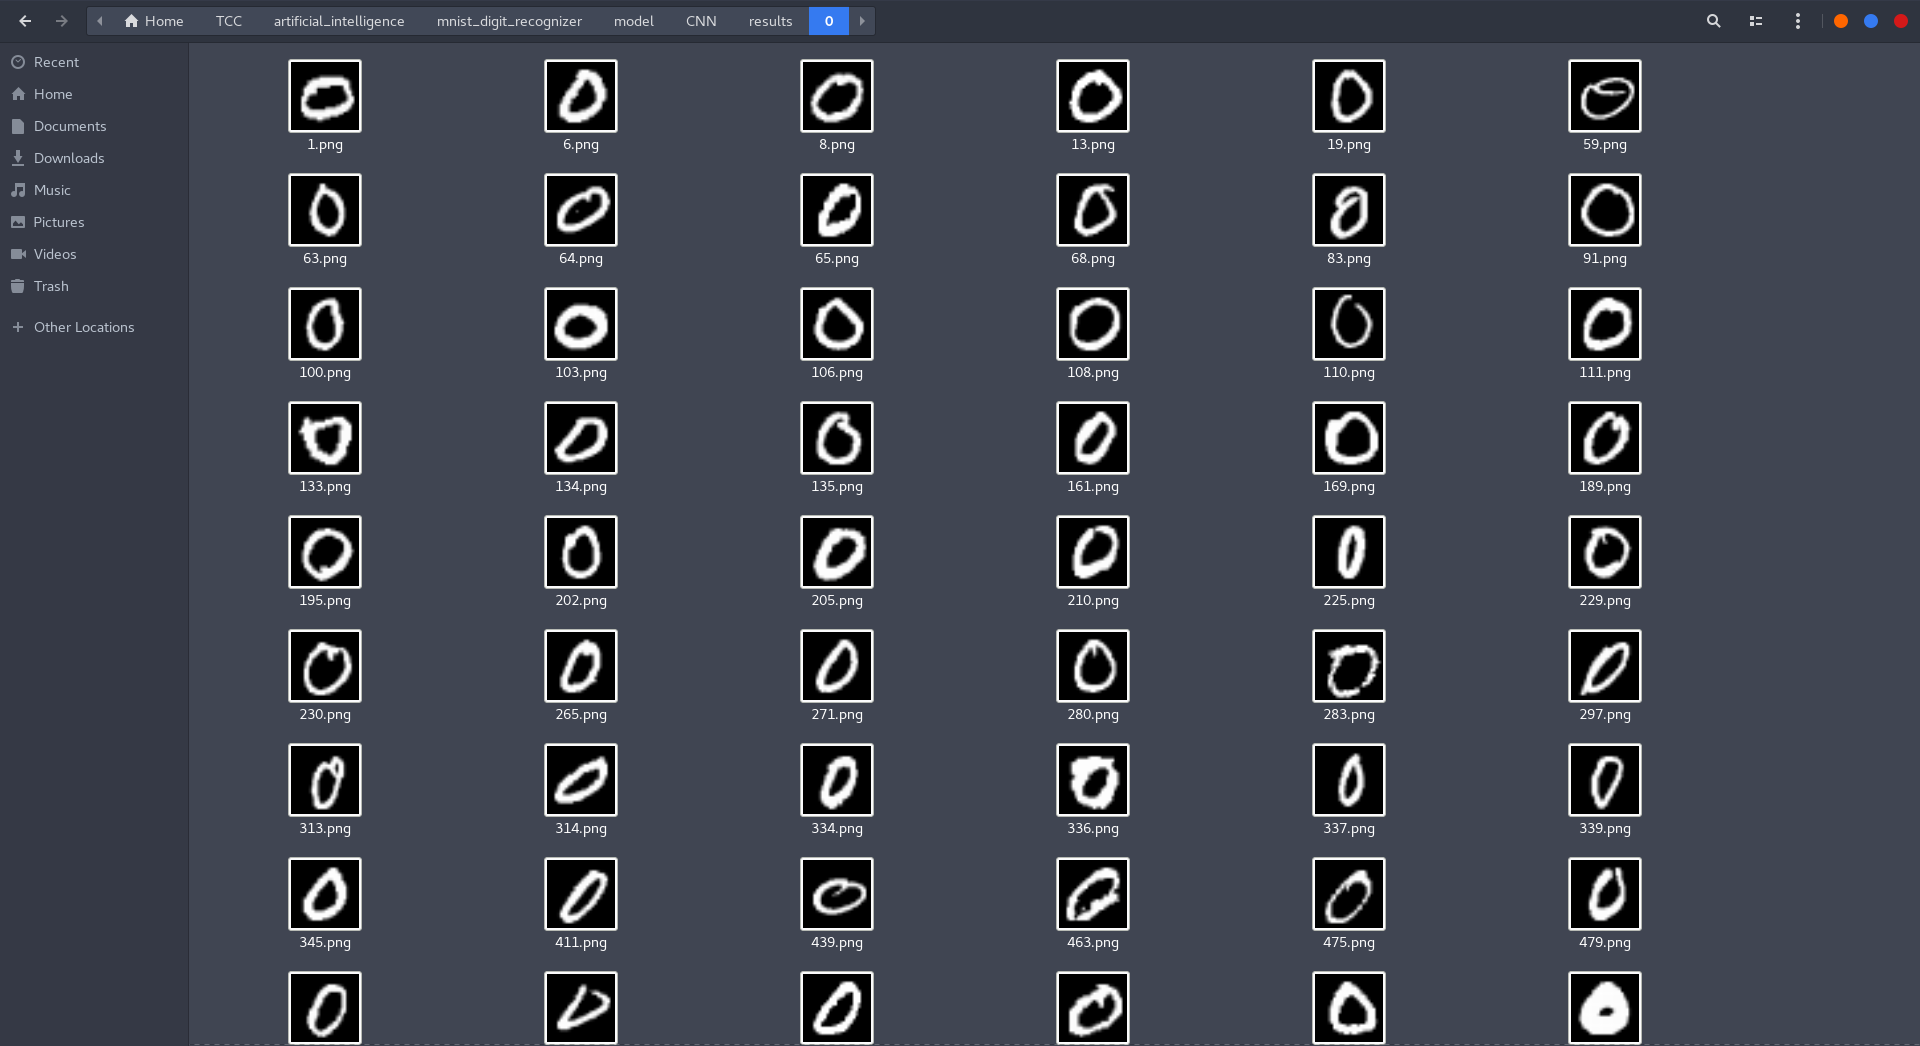 Home TCC artificial_intelligence mnist_digit_recognizer model CNN results 0
Recent
Home
Documents
Downloads
Music
Pictures
Videos
Trash
Other Locations
1.png 6.png 8.png 13.png 19.png 59.png
63.png 64.png 65.png 68.png 83.png 91.png
100.png 103.png 106.png 108.png 110.png 111.png
133.png 134.png 135.png 161.png 169.png 189.png
195.png 202.png 205.png 210.png 225.png 229.png
230.png 265.png 271.png 280.png 283.png 297.png
313.png 314.png 334.png 336.png 337.png 339.png
345.png 411.png 439.png 463.png 475.png 479.png